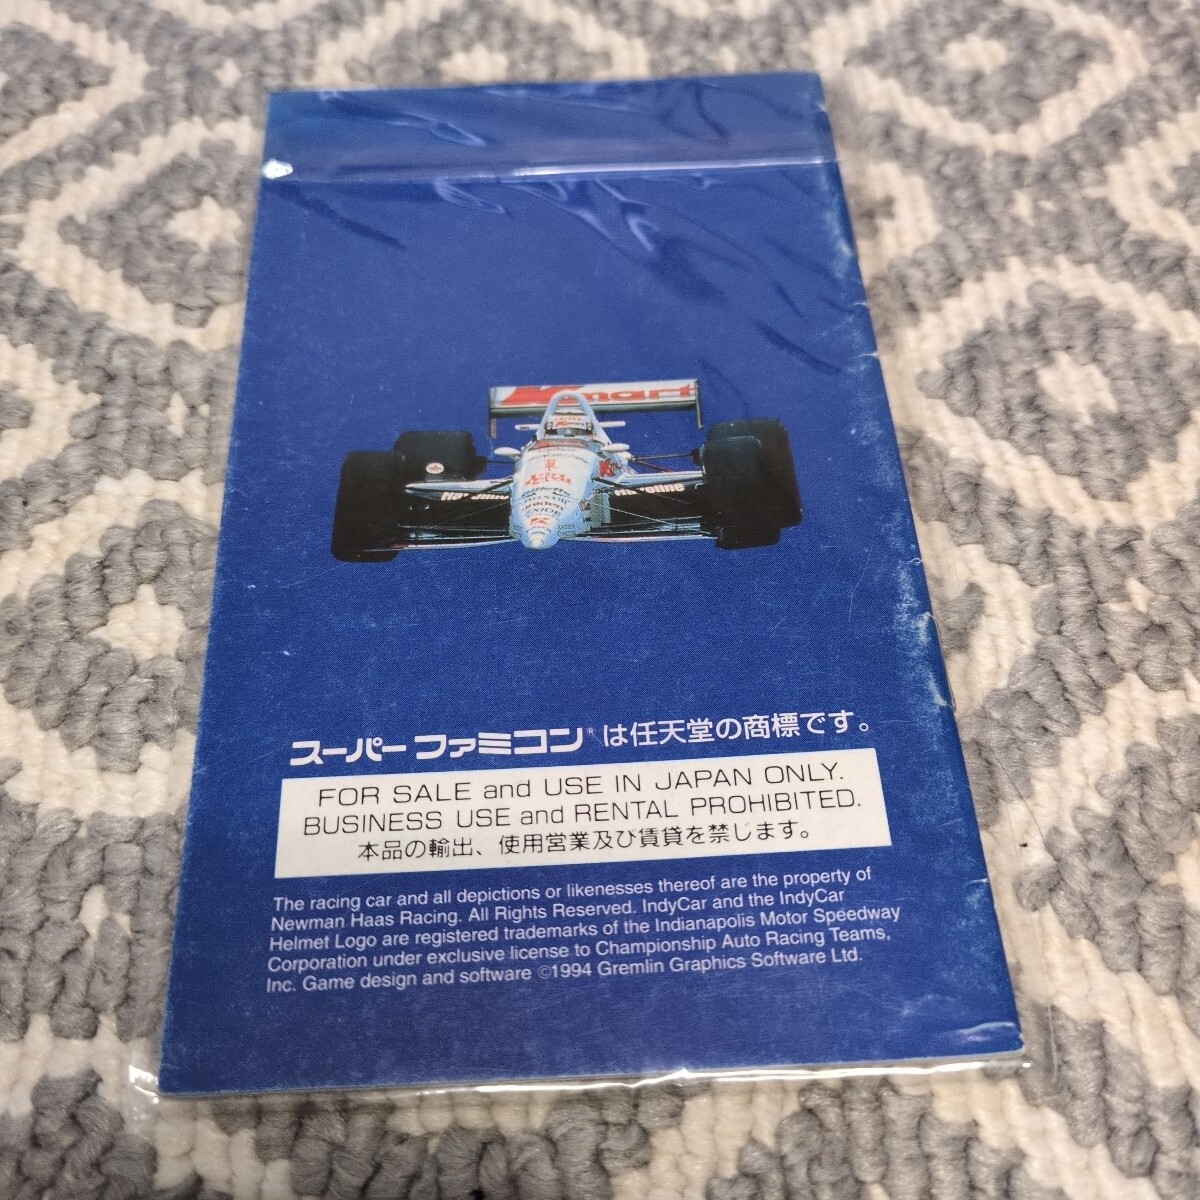 Kmart
Havoline
EXIDE
スーパーファミコン®は任天堂の商標です。
FOR SALE and USE IN JAPAN ONLY.
BUSINESS USE and RENTAL PROHIBITED.
本品の輸出、使用営業及び賃貸を禁じます。
The racing car and all depictions or likenesses thereof are the property of
Newman Haas Racing. All Rights Reserved. IndyCar and the IndyCar
Helmet Logo are registered trademarks of the Indianapolis Motor Speedway
Corporation under exclusive license to Championship Auto Racing Teams,
Inc. Game design and software ©1994 Gremlin Graphics Software Ltd.